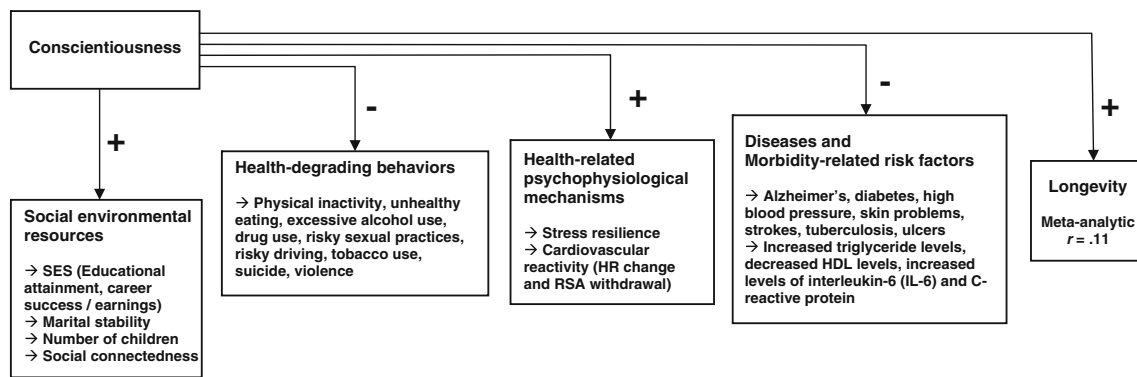 Conscientiousness
+
-
+
-
+
Social environmental
resources
→ SES (Educational
attainment, career
success / earnings)
→ Marital stability
→ Number of children
→ Social connectedness
Health-degrading behaviors
→ Physical inactivity, unhealthy
eating, excessive alcohol use,
drug use, risky sexual practices,
risky driving, tobacco use,
suicide, violence
Health-related
psychophysiological
mechanisms
→ Stress resilience
→ Cardiovascular
reactivity (HR change
and RSA withdrawal)
Diseases and
Morbidity-related risk factors
→ Alzheimer's, diabetes, high
blood pressure, skin problems,
strokes, tuberculosis, ulcers
→ Increased triglyceride levels,
decreased HDL levels, increased
levels of interleukin-6 (IL-6) and C-
reactive protein
Longevity
Meta-analytic
r = .11